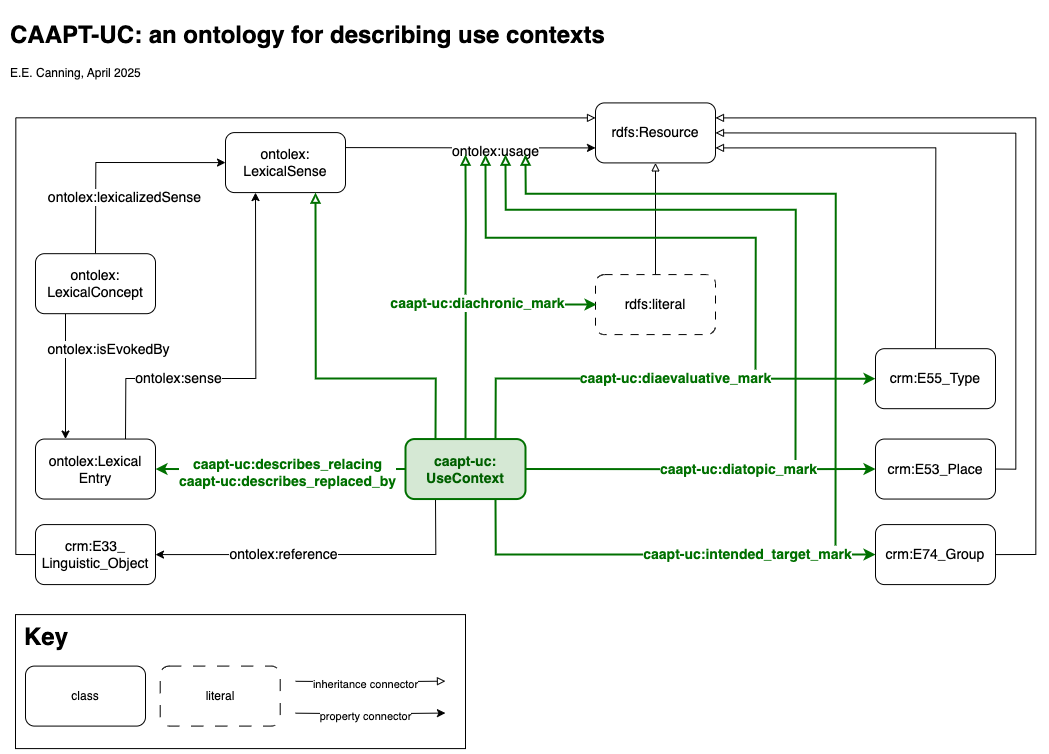 CAAPT-UC: an ontology for describing use contexts
E.E. Canning, April 2025
rdfs:Resource
ontolex:
LexicalSense
ontolex:usage
ontolex:lexicalizedSense
ontolex:
LexicalConcept
caapt-uc:diachronic_mark
rdfs:literal
ontolex:isEvokedBy
ontolex:sense
caapt-uc:diaevaluative_mark
crm:E55_Type
ontolex:Lexical
Entry
caapt-uc:describes_relacing
caapt-uc:describes_replaced_by
caapt-uc:
UseContext
caapt-uc:diatopic_mark
crm:E53_Place
crm:E33_
Linguistic_Object
ontolex:reference
caapt-uc:intended_target_mark
crm:E74_Group
Key
class
literal
inheritance connector
property connector